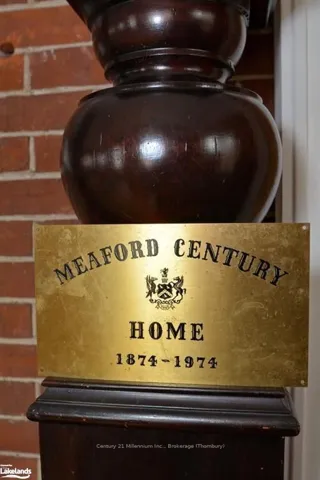 MEAFORD CENTURY
HOME
1874-1974
Century 21 Millennium Inc., Brokerage (Thornbury)
Lakelands